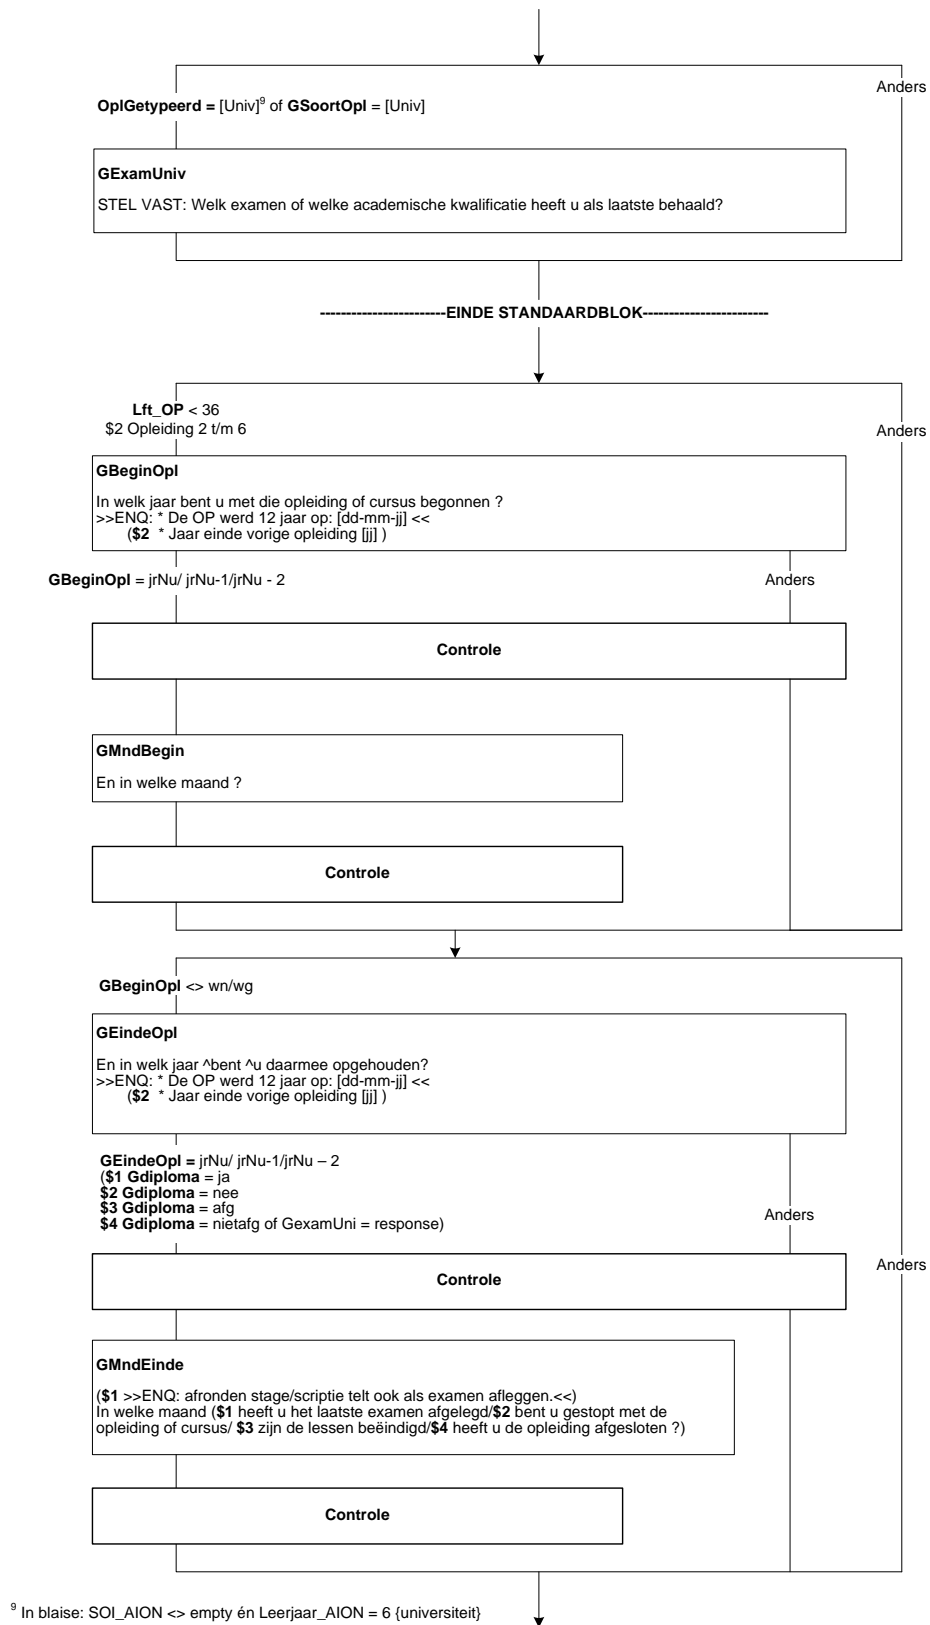 Anders
OplGetypeerd = [Univ]9 of GSoortOpl = [Univ]
GExamUniv
STEL VAST: Welk examen of welke academische kwalificatie heeft u als laatste behaald?
------------------------EINDE STANDAARDBLOK------------------------
Lft_OP < 36
$2 Opleiding 2 t/m 6
Anders
GBeginOpl
In welk jaar bent u met die opleiding of cursus begonnen ?
>>ENQ: * De OP werd 12 jaar op: [dd-mm-jj] <<
($2 * Jaar einde vorige opleiding [jj] )
GBeginOpl = jrNu/ jrNu-1/jrNu - 2
Anders
Controle
GMndBegin
En in welke maand ?
Controle
GBeginOpl <> wn/wg
GEindeOpl
En in welk jaar ^bent ^u daarmee opgehouden?
>>ENQ: * De OP werd 12 jaar op: [dd-mm-jj] <<
($2 * Jaar einde vorige opleiding [jj] )
GEindeOpl = jrNu/ jrNu-1/jrNu – 2
($1 Gdiploma = ja
$2 Gdiploma = nee
$3 Gdiploma = afg
$4 Gdiploma = nietafg of GexamUni = response)
Anders
Anders
Controle
GMndEinde
($1 >>ENQ: afronden stage/scriptie telt ook als examen afleggen.<<)
In welke maand ($1 heeft u het laatste examen afgelegd/$2 bent u gestopt met de
opleiding of cursus/ $3 zijn de lessen beëindigd/$4 heeft u de opleiding afgesloten ?)
Controle
9 In blaise: SOI_AION <> empty én Leerjaar_AION = 6 {universiteit}